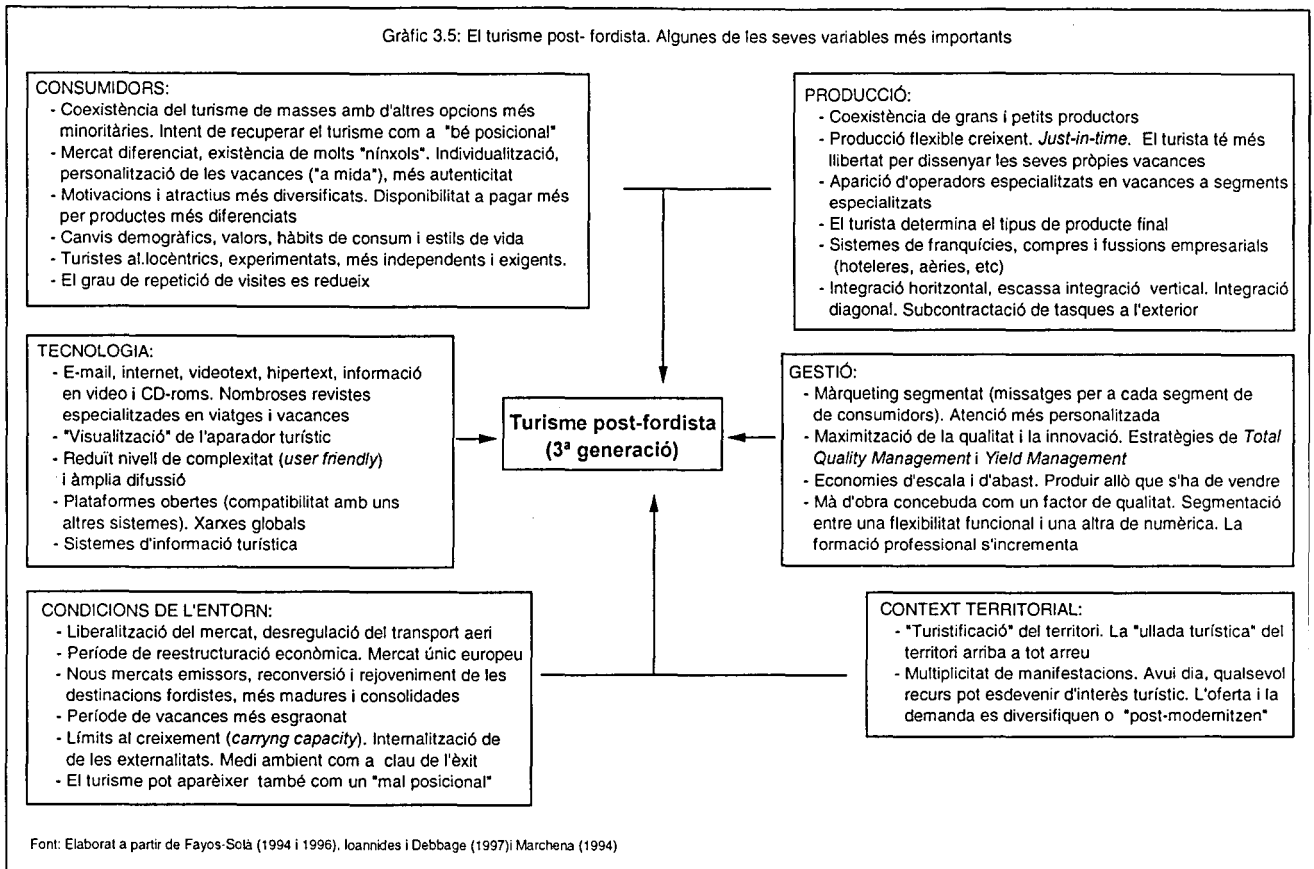 Gràfic 3.5: El turisme post- fordista. Algunes de les seves variables més importants
CONSUMIDORS:
- Coexistència del turisme de masses amb d'altres opcions més
minoritàries. Intent de recuperar el turisme com a "bé posicional"
- Mercat diferenciat, existència de molts "nínxols". Individualització,
personalització de les vacances ("a mida"), més autenticitat
- Motivacions i atractius més diversificats. Disponibilitat a pagar més
per productes més diferenciats
- Canvis demogràfics, valors, hàbits de consum i estils de vida
- Turistes al.locèntrics, experimentats, més independents i exigents.
- El grau de repetició de visites es redueix
PRODUCCIÓ:
- Coexistència de grans i petits productors
- Producció flexible creixent. Just-in-time. El turista té més
llibertat per dissenyar les seves pròpies vacances
- Aparició d'operadors especialitzats en vacances a segments
especialitzats
- El turista determina el tipus de producte final
- Sistemes de franquícies, compres i fussions empresarials
(hoteleres, aèries, etc)
- Integració horitzontal, escassa integració vertical. Integració
diagonal. Subcontractació de tasques a l'exterior
TECNOLOGIA:
- E-mail, internet, videotext, hipertext, informació
en video i CD-roms. Nombroses revistes
especialitzades en viatges i vacances
- "Visualització" de l'aparador turístic
- Reduït nivell de complexitat (user friendly)
i àmplia difussió
- Plataformes obertes (compatibilitat amb uns
altres sistemes). Xarxes globals
- Sistemes d'informació turística
Turisme post-fordista
(3ª generació)
GESTIÓ:
- Màrqueting segmentat (missatges per a cada segment de
de consumidors). Atenció més personalitzada
- Maximització de la qualitat i la innovació. Estratègies de Total
Quality Management i Yield Management
- Economies d'escala i d'abast. Produir allò que s'ha de vendre
- Mà d'obra concebuda com un factor de qualitat. Segmentació
entre una flexibilitat funcional i una altra de numèrica. La
formació professional s'incrementa
CONDICIONS DE L'ENTORN:
- Liberalització del mercat, desregulació del transport aeri
- Període de reestructuració econòmica. Mercat únic europeu
- Nous mercats emissors, reconversió i rejoveniment de les
destinacions fordistes, més madures i consolidades
- Període de vacances més esgraonat
- Límits al creixement (carryng capacity). Internalització de
de les externalitats. Medi ambient com a clau de l'èxit
- El turisme pot aparèixer també com un "mal posicional"
CONTEXT TERRITORIAL:
- "Turistificació" del territori. La "ullada turística" del
territori arriba a tot arreu
- Multiplicitat de manifestacions. Avui dia, qualsevol
recurs pot esdevenir d'interès turístic. L'oferta i la
demanda es diversifiquen o "post-modernitzen"
Font: Elaborat a partir de Fayos-Solà (1994 i 1996), Ioannides i Debbage (1997)i Marchena (1994)